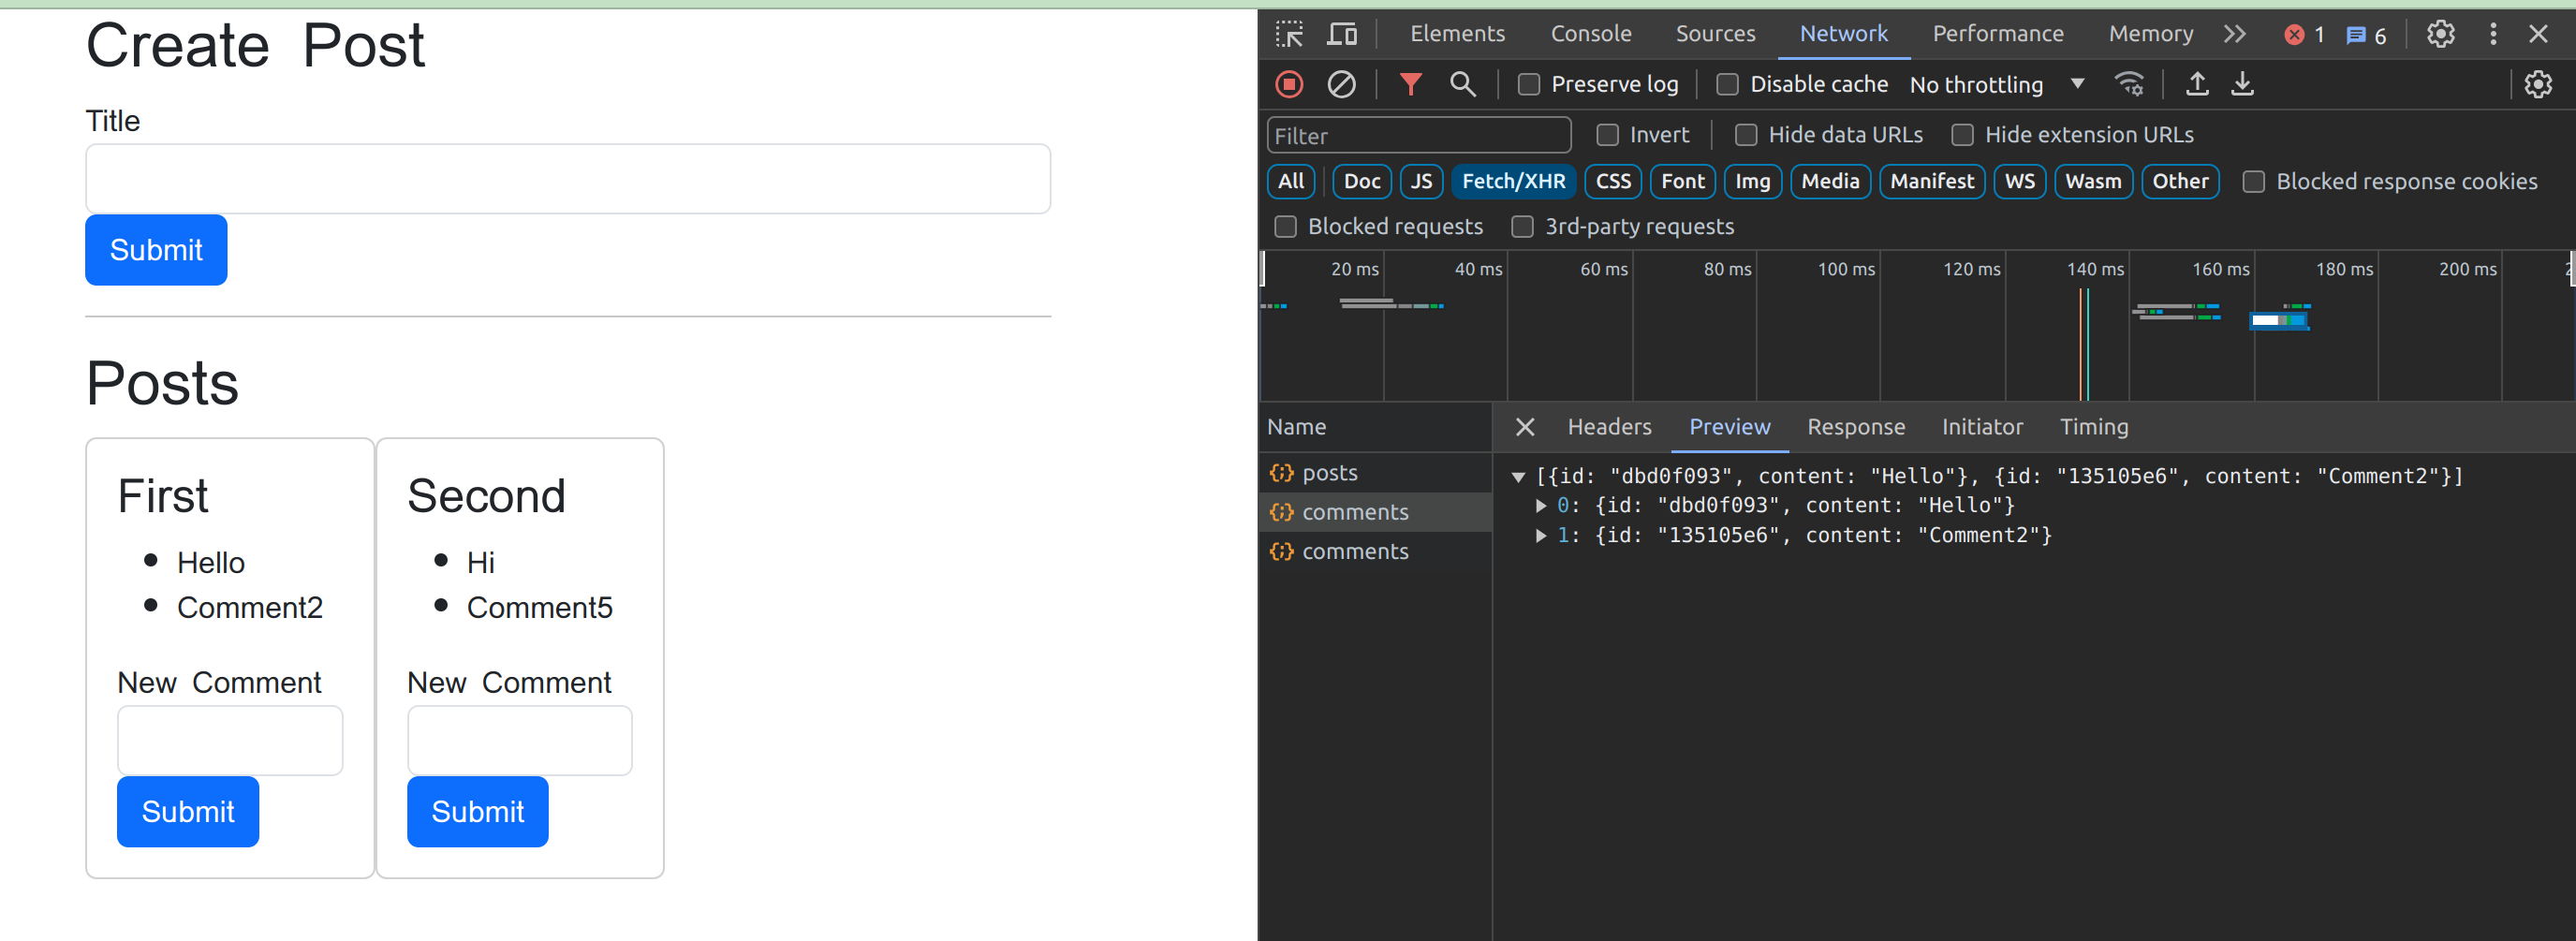 Create Post
Title
Submit
Posts
First
Hello
Comment2
New Comment
Submit
Second
Hi
Comment5
New Comment
Submit
Elements Console Sources Network Performance Memory 1 6
Preserve log Disable cache No throttling
Filter Invert Hide data URLs Hide extension URLs
All Doc JS Fetch/XHR CSS Font Img Media Manifest WS Wasm Other Blocked response cookies
Blocked requests 3rd-party requests
20 ms 40 ms 60 ms 80 ms 100 ms 120 ms 140 ms 160 ms 180 ms 200 ms
Name
posts
comments
comments
Headers Preview Response Initiator Timing
[{id: "dbd0f093", content: "Hello"}, {id: "135105e6", content: "Comment2"}]
0: {id: "dbd0f093", content: "Hello"}
1: {id: "135105e6", content: "Comment2"}